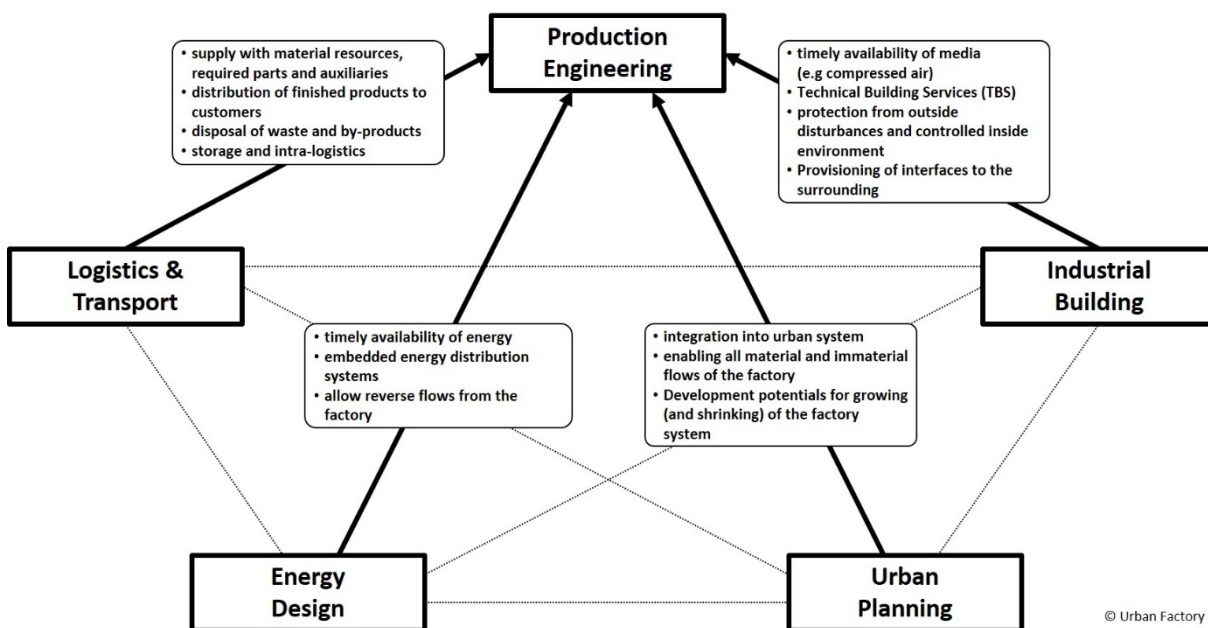 Production
Engineering
• supply with material resources,
required parts and auxiliaries
• distribution of finished products to
customers
• disposal of waste and by-products
• storage and intra-logistics
• timely availability of media
(e.g compressed air)
• Technical Building Services (TBS)
• protection from outside
disturbances and controlled inside
environment
• Provisioning of interfaces to the
surrounding
Logistics &
Transport
Industrial
Building
• timely availability of energy
• embedded energy distribution
systems
• allow reverse flows from the
factory
• integration into urban system
• enabling all material and immaterial
flows of the factory
• Development potentials for growing
(and shrinking) of the factory
system
Energy
Design
Urban
Planning
© Urban Factory